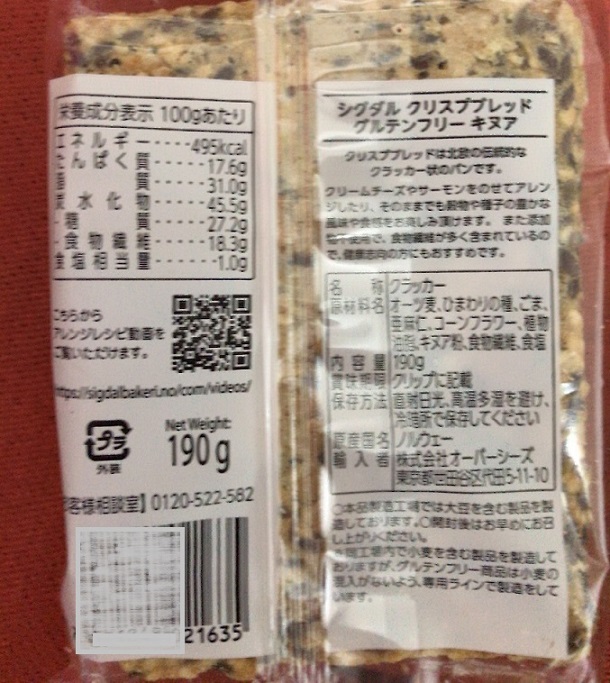 栄養成分表示 100gあたり
エネルギー·····495kcal
たんぱく質·····17.6g
質·····31.0g
炭水化物·····45.5g
糖質·····27.2g
食物繊維·····18.3g
食塩相当量·····1.0g
こちらから
アレンジレシピ動画を
ご覧いただけます。
https://sigdalbakeri.no/com/videos/
プラ
外装
Net Weight:
190g
客様相談室】0120-522-582
21635
シグダル クリスプブレッド
グルテンフリー キヌア
クリスプブレッドは北欧の伝統的な
クラッカー状のパンです。
クリームチーズやサーモンをのせてアレン
ジしたり、そのままでも穀物や種子の豊かな
風味や食感をお楽しみ頂けます。また添加
物不使用で、食物繊維が多く含まれているの
で、健康志向の方にもおすすめです。
名称 クラッカー
原材料名 オーツ麦、ひまわりの種、ごま、
亜麻仁、コーンフラワー、植物
油脂、キヌア粉、食物繊維、食塩
内容量 190g
賞味期限 クリップに記載
保存方法 直射日光、高温多湿を避け、
冷暗所で保存してください
原産国名 ノルウェー
輸入者 株式会社オーバーシーズ
東京都世田谷区代田5-11-10
○本品製造工場では大豆を含む製品を製
造しております。○開封後はお早めにお召
し上がりください。
同工場内で小麦を含む製品を製造して
おりますが、グルテンフリー商品は小麦の
混入がないよう、専用ラインで製造をして
います。